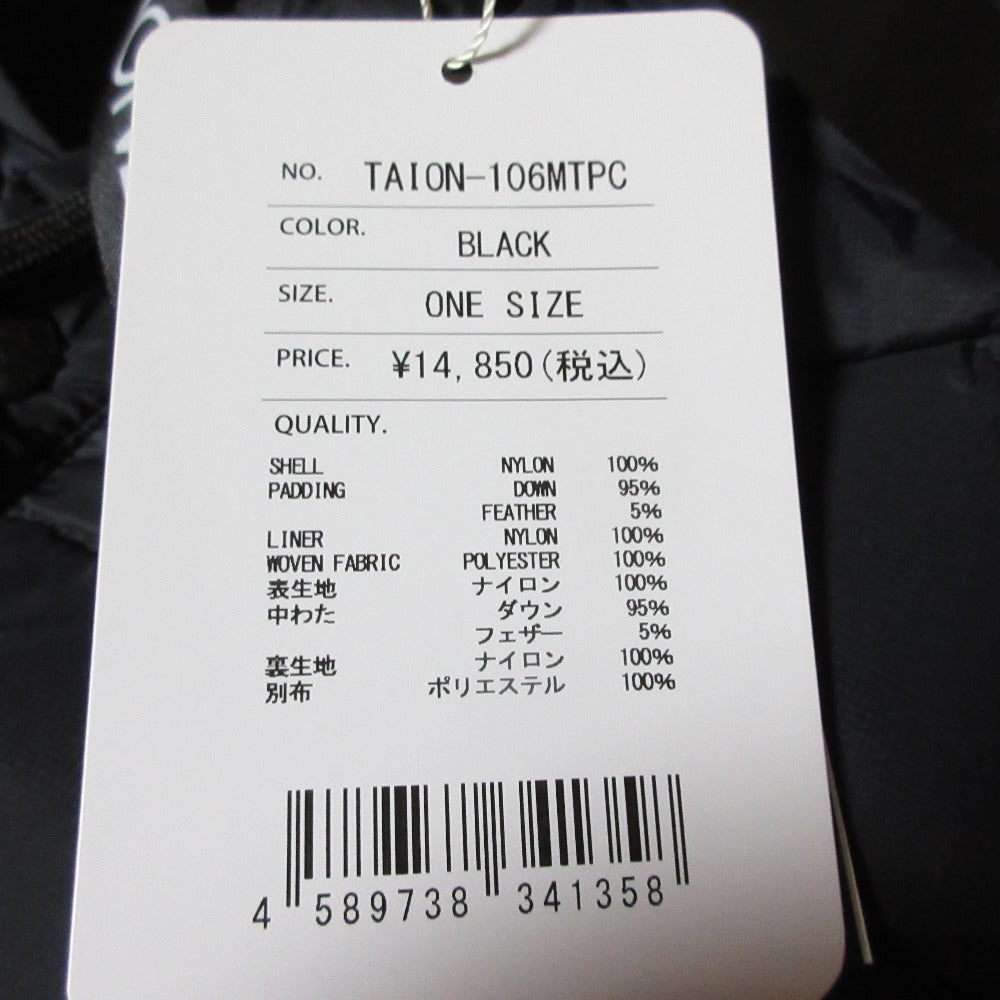 NO. TAION-106MTPC
COLOR. BLACK
SIZE. ONE SIZE
PRICE. ¥14,850(税込)
QUALITY.
SHELL NYLON 100%
PADDING DOWN 95%
FEATHER 5%
LINER NYLON 100%
WOVEN FABRIC POLYESTER 100%
表生地 ナイロン 100%
中わた ダウン 95%
フェザー 5%
裏生地 ナイロン 100%
別布 ポリエステル 100%
4 589738 341358